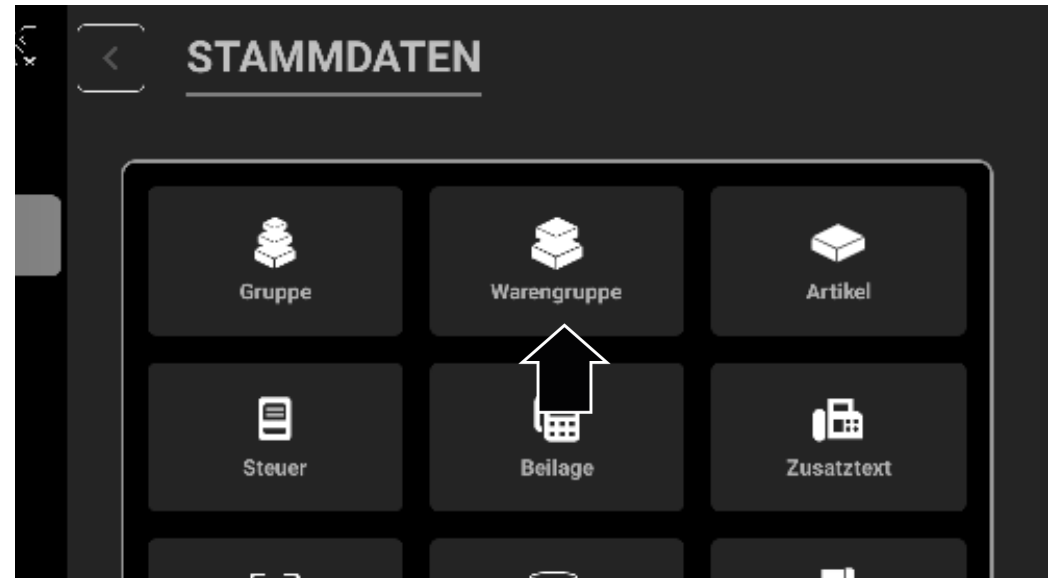 STAMMDATEN
Gruppe
Warengruppe
Artikel
Steuer
Beilage
Zusatztext